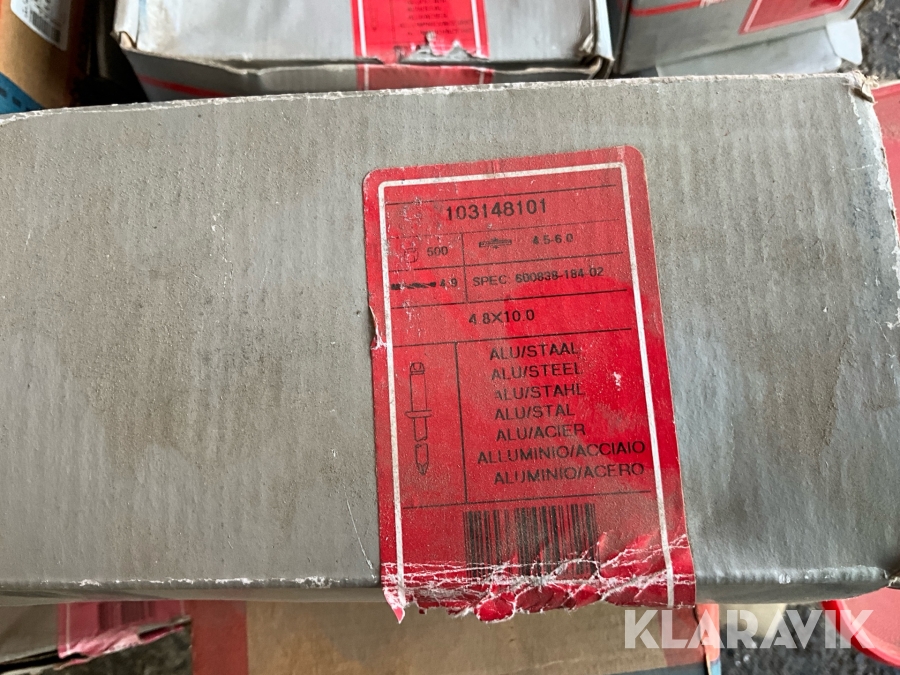 103148101
500
4.5-6.0
4.9
SPEC 600838-184-02
4.8X10.0
ALU/STAAL
ALU/STEEL
ALU/STAHL
ALU/STAL
ALU/ACIER
ALLUMINIO/ACCIAIO
ALUMINIO/ACERO
KLARAVIK